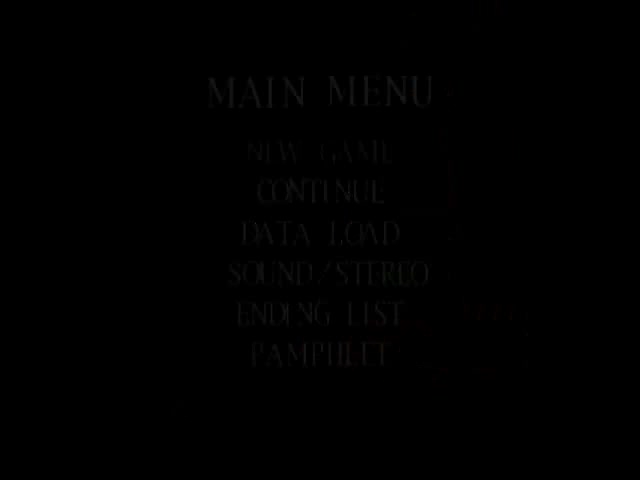 MAIN MENU
NEW GAME
CONTINUE
DATA LOAD
SOUND/STEREO
ENDING LIST
PAMPHLET